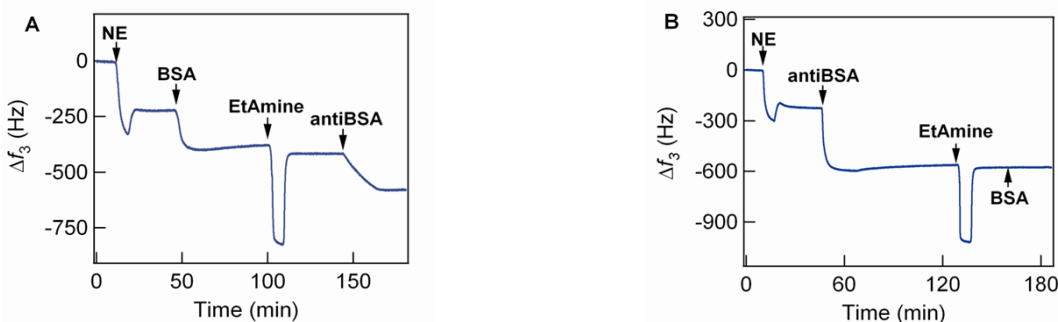 A
NE
BSA
EtAmine
antiBSA
0
-250
-500
-750
Δf3 (Hz)
0 50 100 150
Time (min)
B
NE
antiBSA
EtAmine
BSA
300
0
-300
-600
-900
Δf3 (Hz)
0 60 120 180
Time (min)